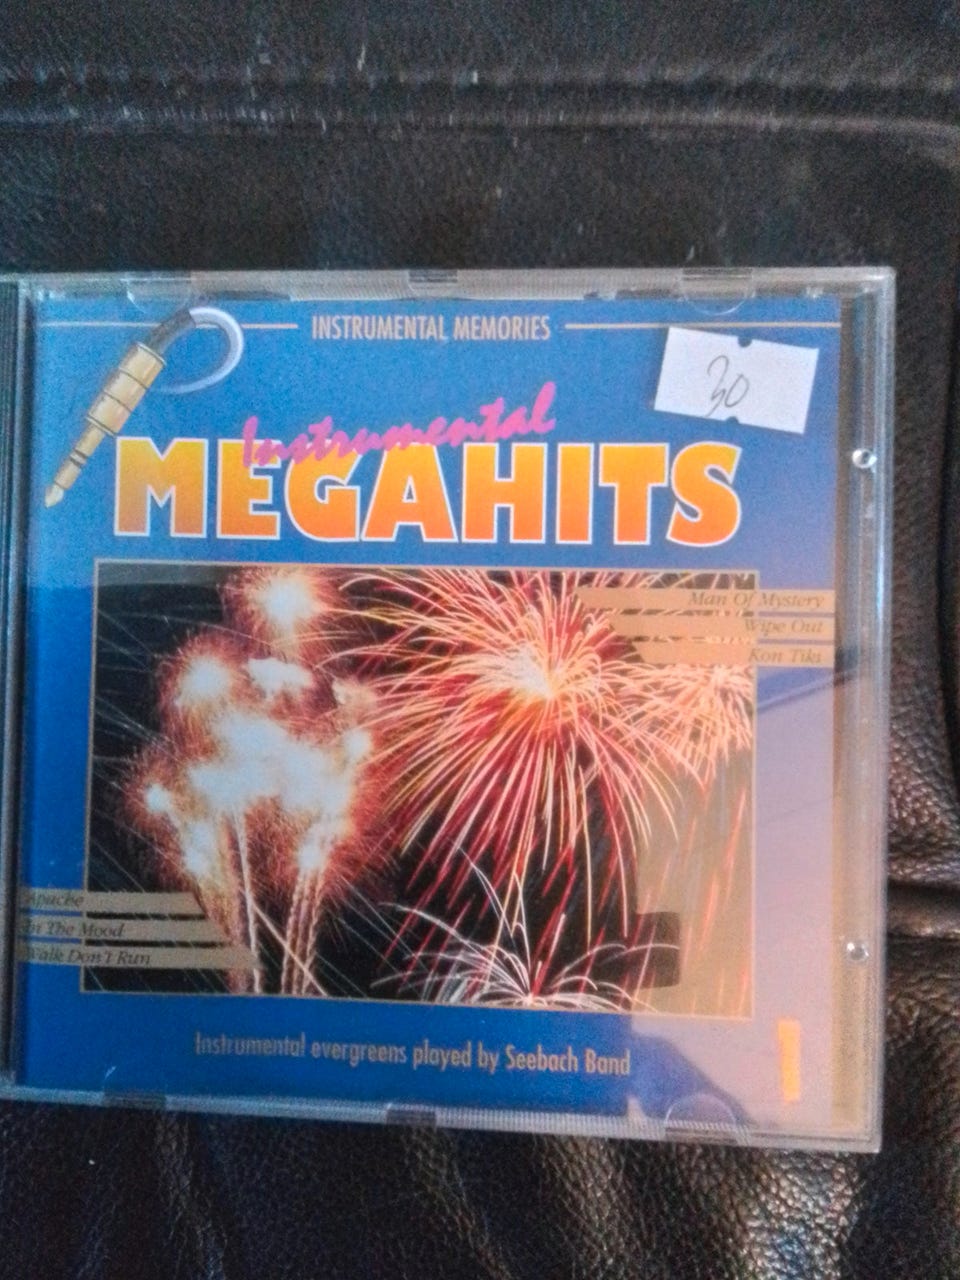 INSTRUMENTAL MEMORIES
30
Instrumental
MEGAHITS
Man Of Mystery
Wipe Out
Kon Tiki
Apache
In The Mood
Walk Don't Run
Instrumental evergreens played by Seebach Band
1